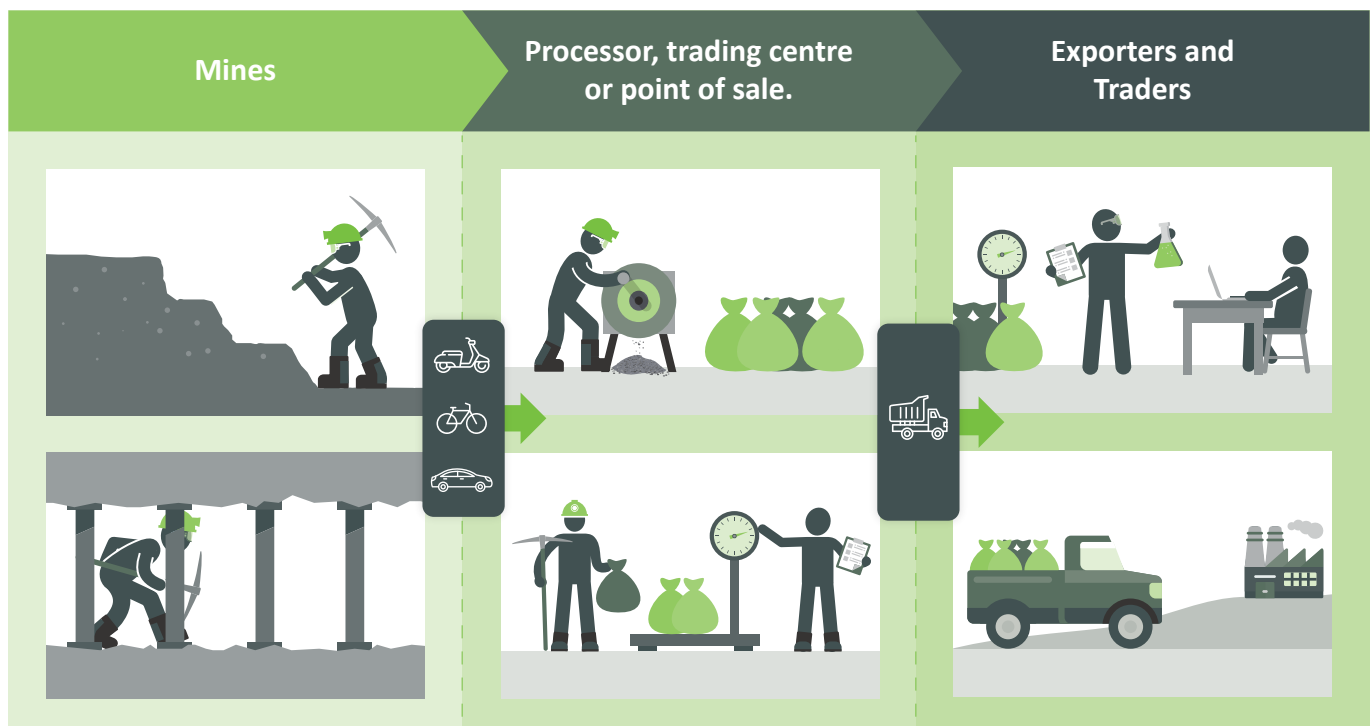 Mines
Processor, trading centre
or point of sale.
Exporters and
Traders